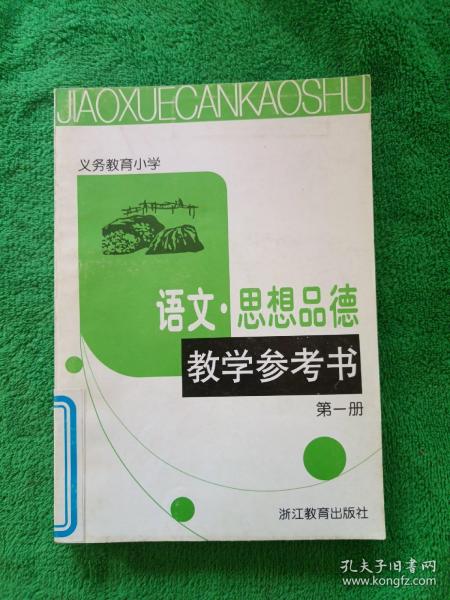 JIAOXUECANKAOSHU
义务教育小学
语文·思想品德
教学参考书
第一册
浙江教育出版社
孔夫子旧书网
www.kongfz.com